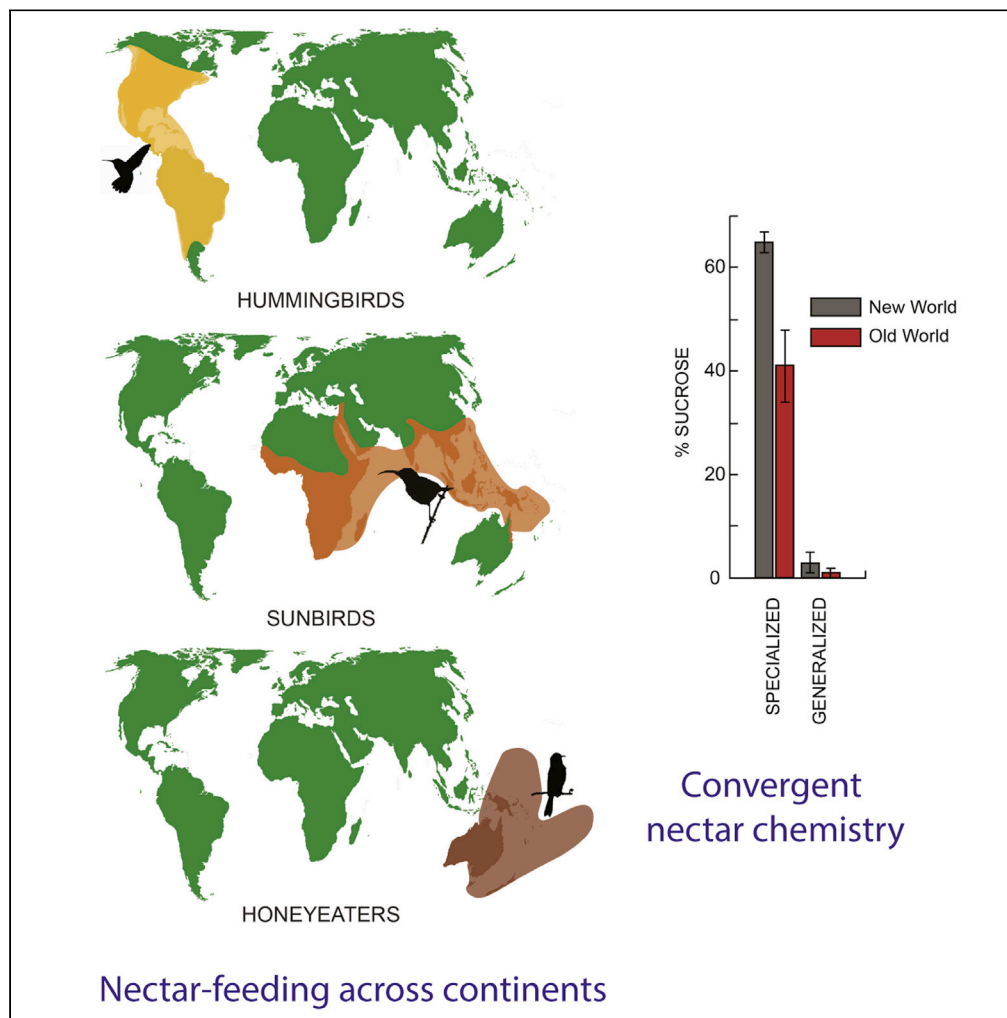 HUMMINGBIRDS
SUNBIRDS
HONEYEATERS
Nectar-feeding across continents
% SUCROSE
60
40
20
0
New World
Old World
SPECIALIZED
GENERALIZED
Convergent
nectar chemistry